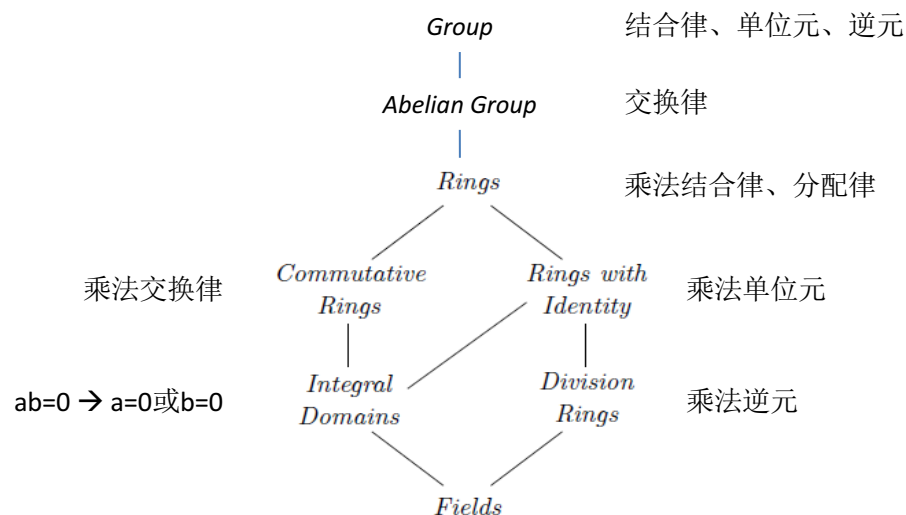 Group 结合律、单位元、逆元
Abelian Group 交换律
Rings 乘法结合律、分配律
乘法交换律
Commutative
Rings
Rings with
Identity
乘法单位元
ab=0 → a=0或b=0
Integral
Domains
Division
Rings
乘法逆元
Fields